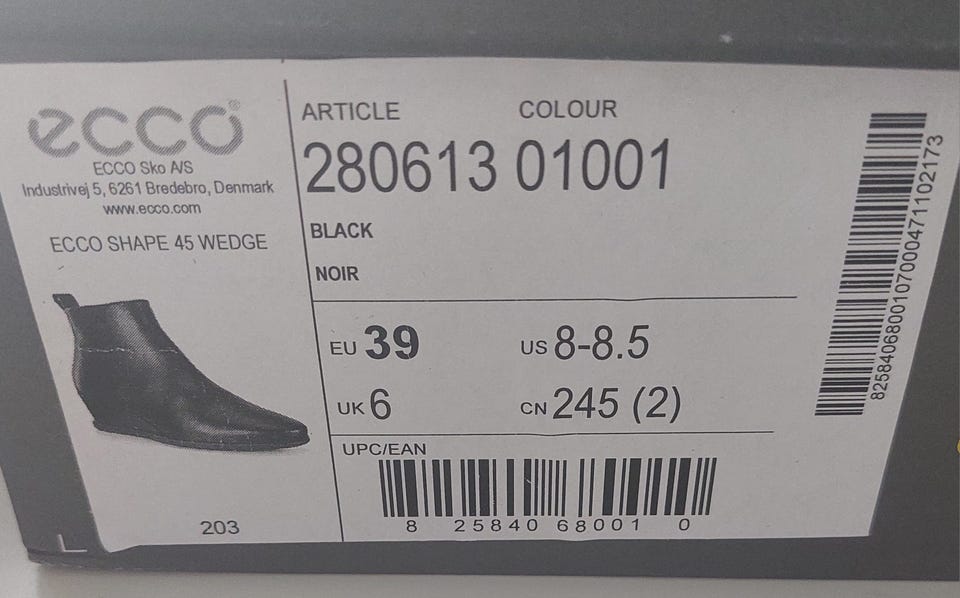 ecco®
ECCO Sko A/S
Industrivej 5, 6261 Bredebro, Denmark
www.ecco.com
ECCO SHAPE 45 WEDGE
203
ARTICLE COLOUR
280613 01001
BLACK
NOIR
EU 39 US 8-8.5
UK 6 CN 245 (2)
UPC/EAN
8 25840 68001 0
8258406800107000471102173